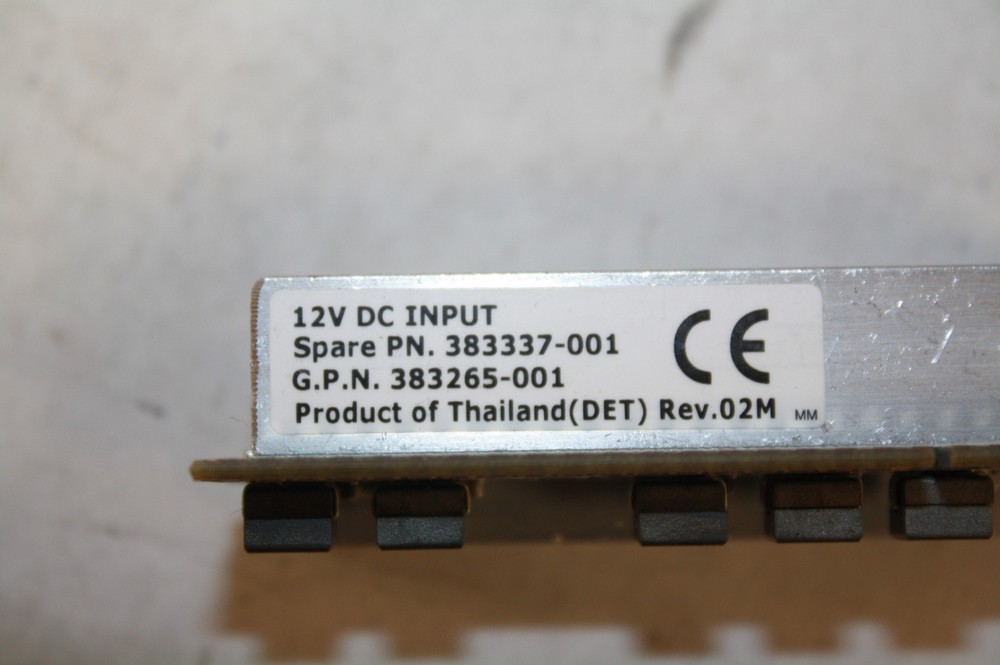 12V DC INPUT
Spare PN. 383337-001
G.P.N. 383265-001
Product of Thailand(DET) Rev.02M MM
CE